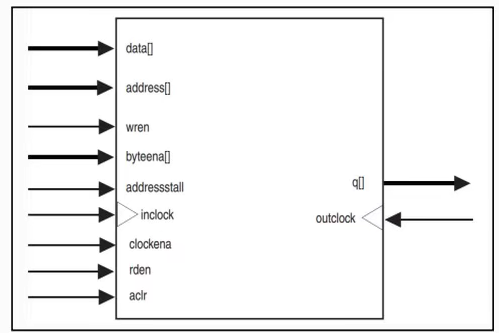 data[]
address[]
wren
byteena[]
addressstall
q[]
inclock
outclock
clockena
rden
aclr